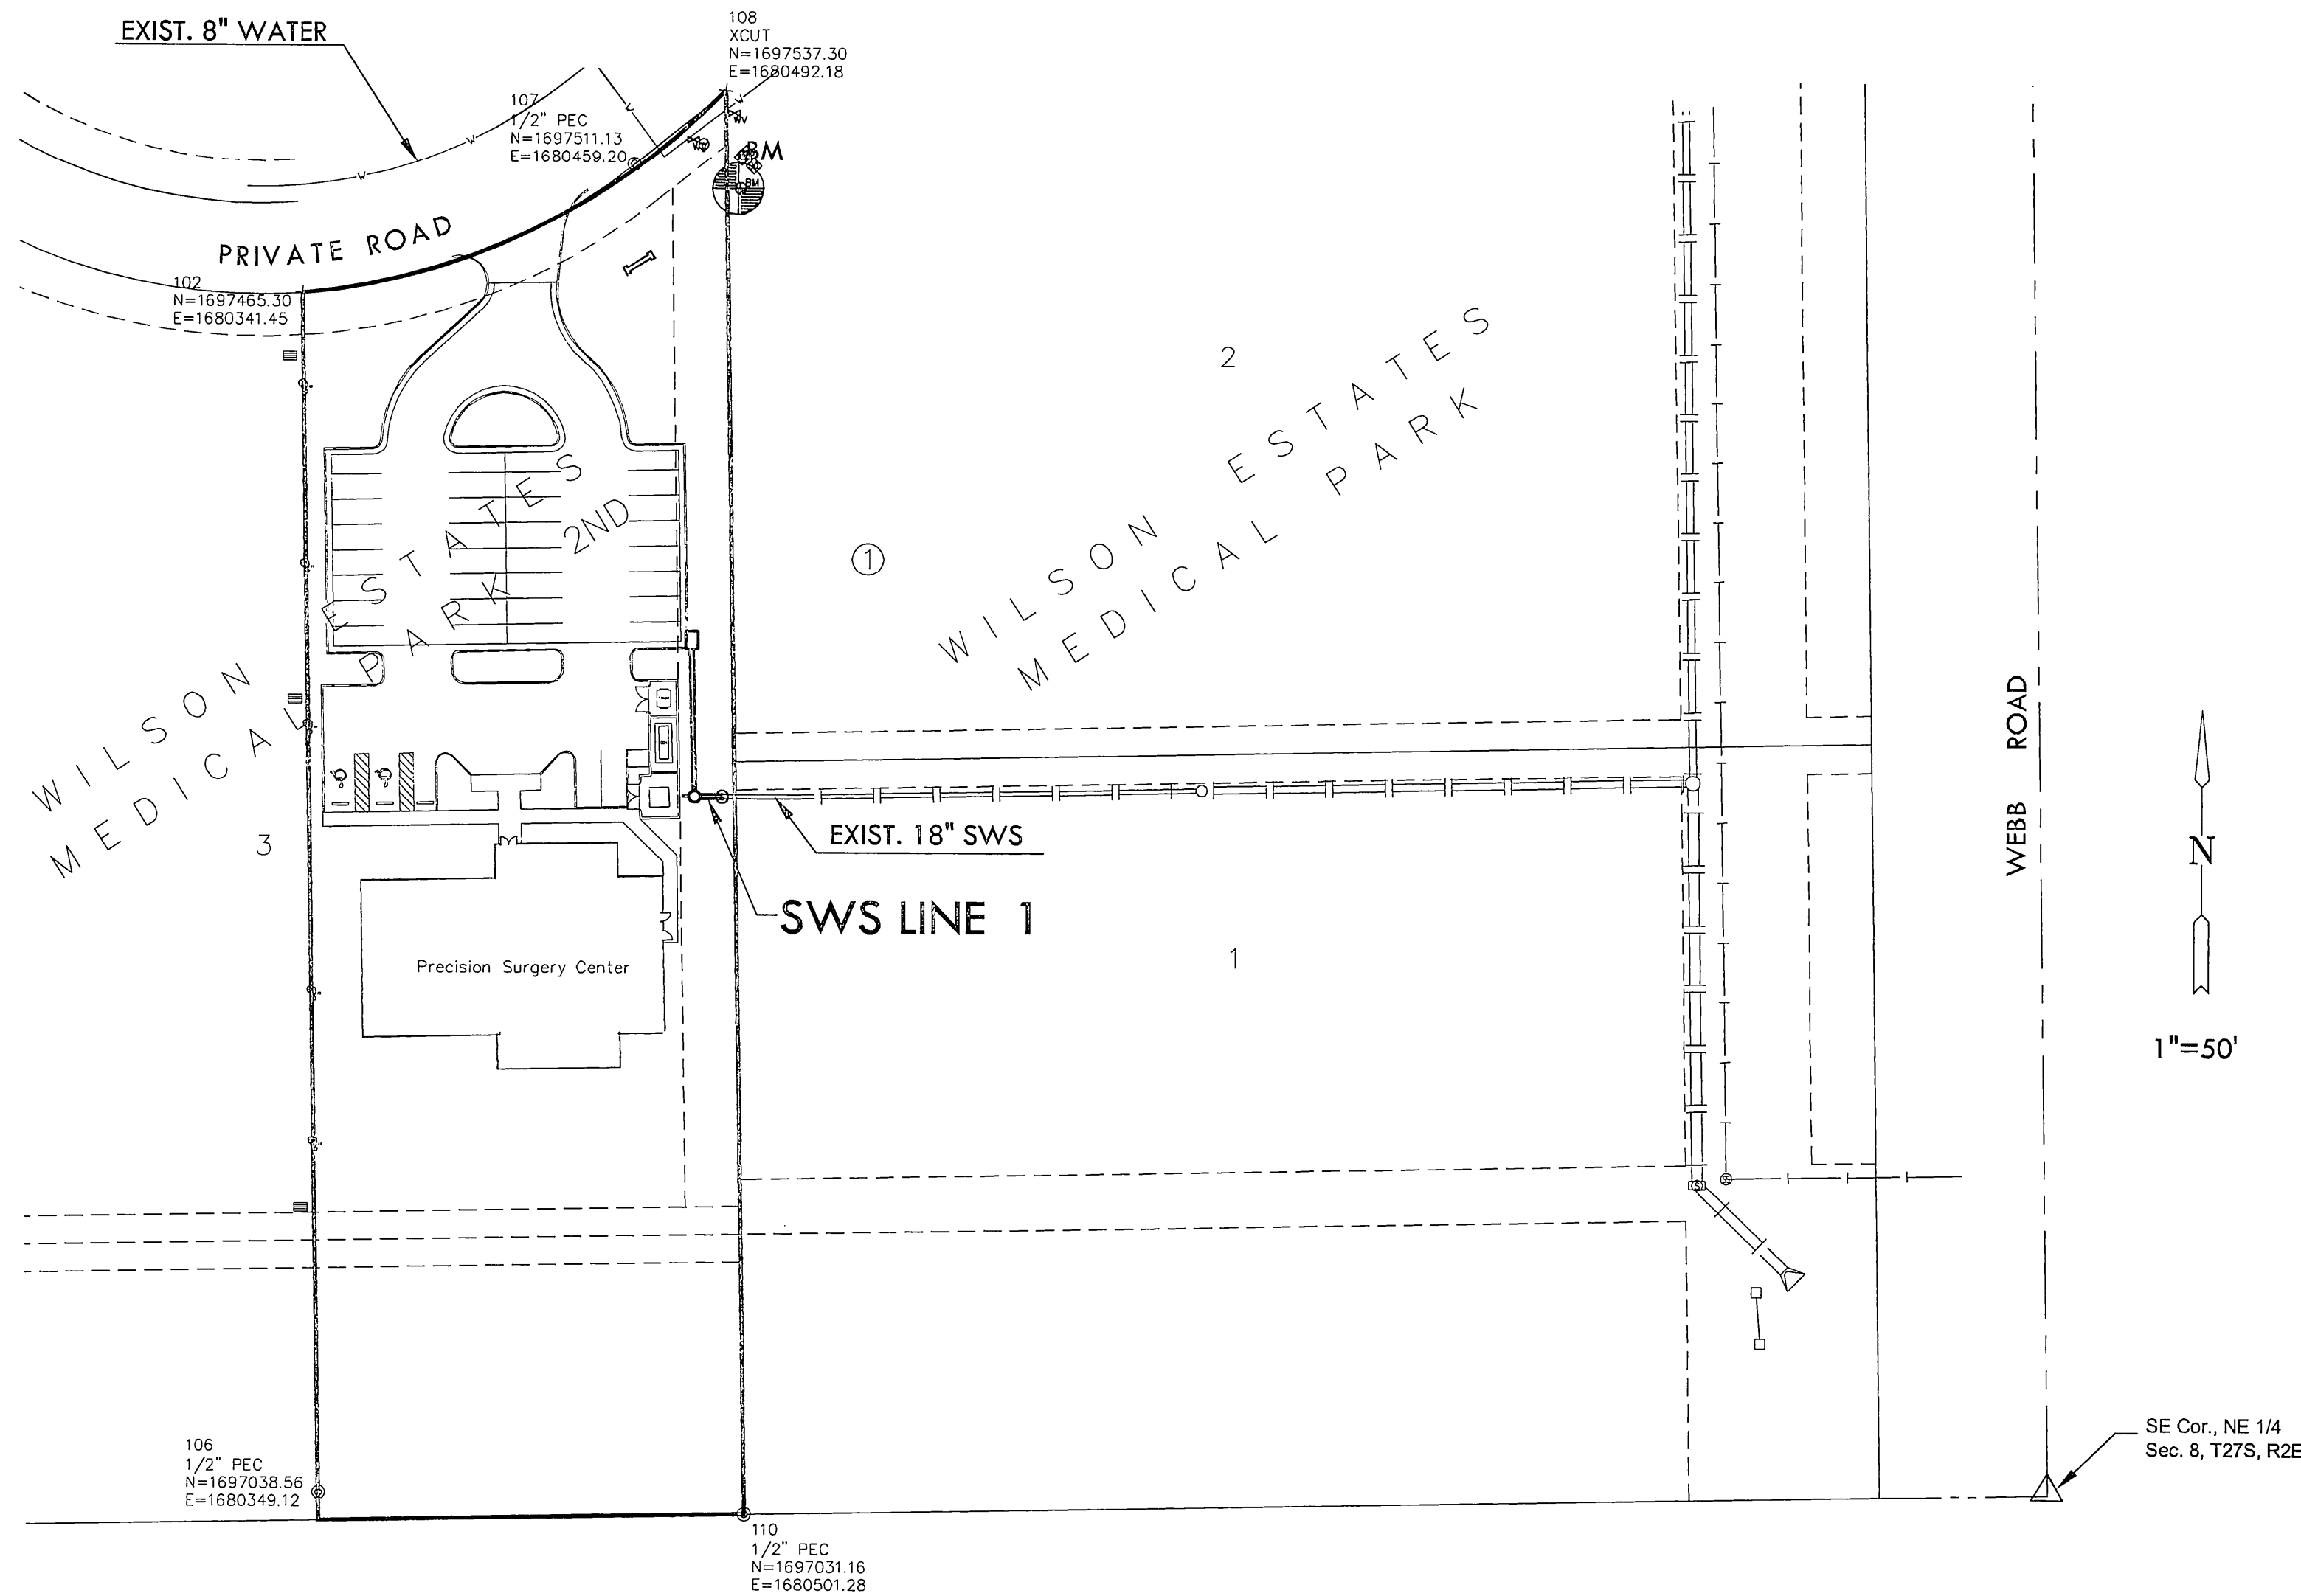 EXIST. 8" WATER
108
XCUT
N=1697537.30
E=1680492.18
107
1/2" PEC
N=1697511.13
E=1680459.20
W
W
W
WV
BM
BM
PRIVATE ROAD
102
N=1697465.30
E=1680341.45
2
WILSON ESTATES
MEDICAL PARK
1
WILSON ESTATES
MEDICAL PARK 2ND
3
EXIST. 18" SWS
SWS LINE 1
Precision Surgery Center
1
WEBB ROAD
N
1"=50'
SE Cor., NE 1/4
Sec. 8, T27S, R2E
106
1/2" PEC
N=1697038.56
E=1680349.12
110
1/2" PEC
N=1697031.16
E=1680501.28